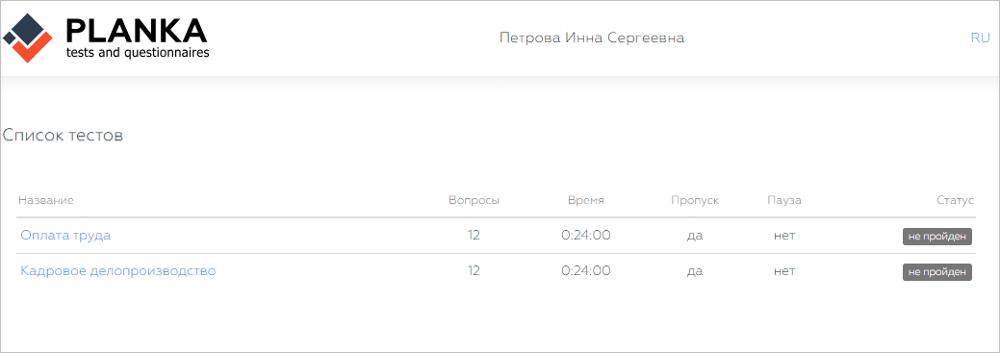 PLANKA
tests and questionnaires
Петрова Инна Сергеевна
RU
Список тестов
Название Вопросы Время Пропуск Пауза Статус
Оплата труда 12 0:24:00 да нет не пройден
Кадровое делопроизводство 12 0:24:00 да нет не пройден